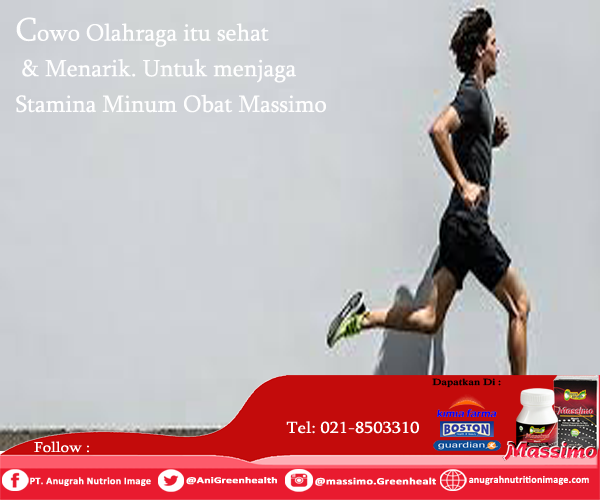 Cowo Olahraga itu sehat
& Menarik. Untuk menjaga
Stamina Minum Obat Massimo
Dapatkan Di :
kimia farma
BOSTON
guardian
Tel: 021-8503310
Massimo
Massimo
Follow :
PT. Anugrah Nutrion Image
@AniGreenhealth
@massimo.Greenhealt
anugrahnutritionimage.com